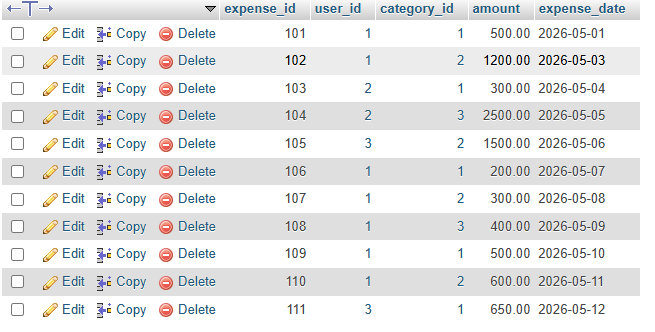 expense_id user_id category_id amount expense_date
Edit Copy Delete 101 1 1 500.00 2026-05-01
Edit Copy Delete 102 1 2 1200.00 2026-05-03
Edit Copy Delete 103 2 1 300.00 2026-05-04
Edit Copy Delete 104 2 3 2500.00 2026-05-05
Edit Copy Delete 105 3 2 1500.00 2026-05-06
Edit Copy Delete 106 1 1 200.00 2026-05-07
Edit Copy Delete 107 1 2 300.00 2026-05-08
Edit Copy Delete 108 1 3 400.00 2026-05-09
Edit Copy Delete 109 1 1 500.00 2026-05-10
Edit Copy Delete 110 1 2 600.00 2026-05-11
Edit Copy Delete 111 3 1 650.00 2026-05-12